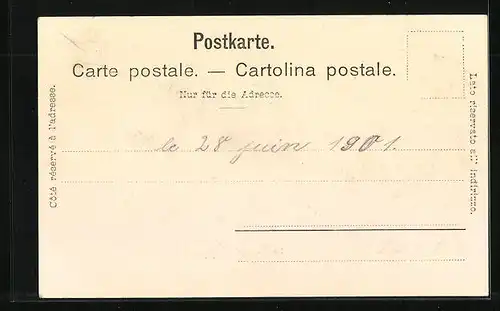 Postkarte.
Carte postale. — Cartolina postale.
Nur für die Adresse.
Côté réservé à l'adresse.
Lato riservato all' indirizzo.
le 28 juin 1901.